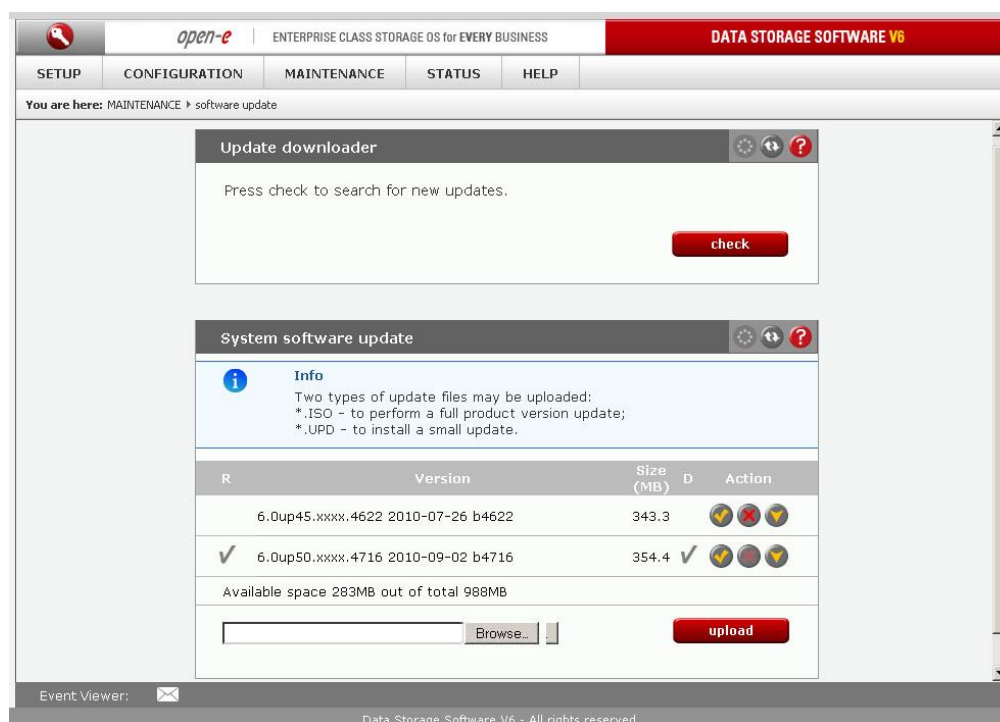 open-e ENTERPRISE CLASS STORAGE OS for EVERY BUSINESS DATA STORAGE SOFTWARE V6
SETUP CONFIGURATION MAINTENANCE STATUS HELP
You are here: MAINTENANCE software update
Update downloader
Press check to search for new updates.
check
System software update
Info
Two types of update files may be uploaded:
*.ISO - to perform a full product version update;
*.UPD - to install a small update.
R Version Size (MB) D Action
6.0up45.xxxx.4622 2010-07-26 b4622 343.3
6.0up50.xxxx.4716 2010-09-02 b4716 354.4
Available space 283MB out of total 988MB
Browse... . upload
Event Viewer:
Data Storage Software V6 - All rights reserved